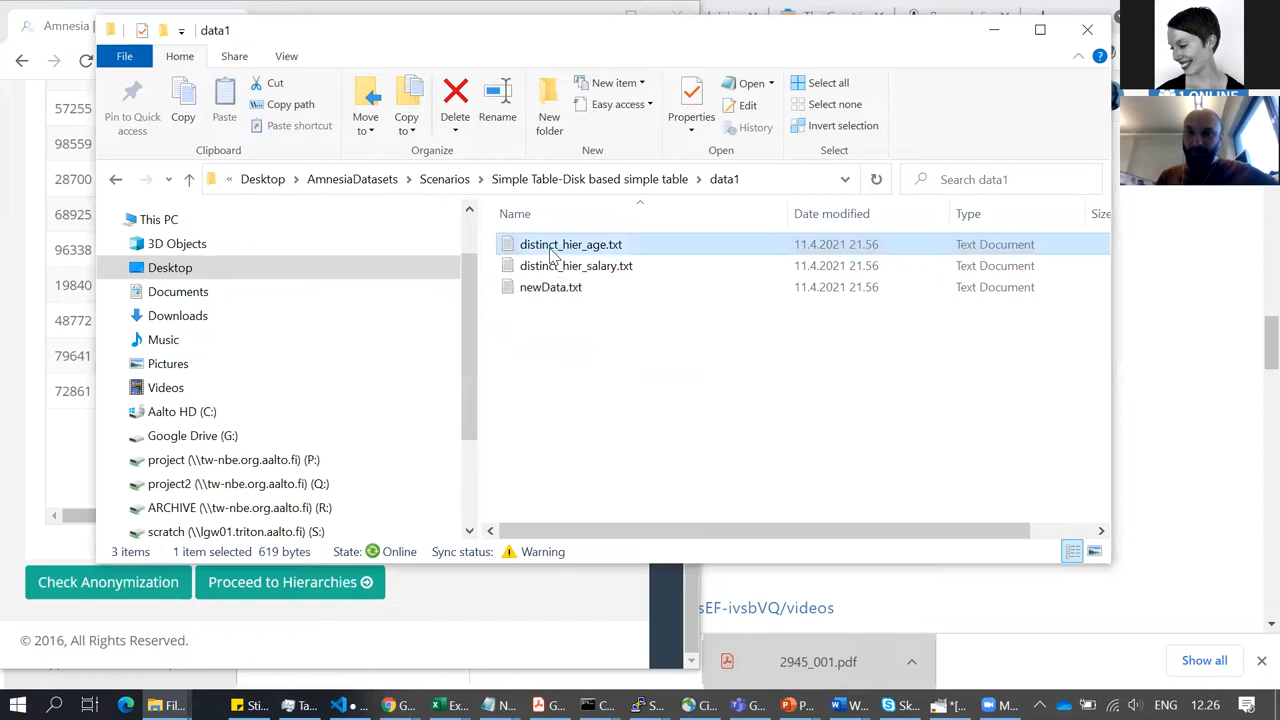 Amnesia |
data1
File
Home
Share
View
Pin to Quick access
Copy
Paste
Cut
Copy path
Paste shortcut
Clipboard
Move to
Copy to
Delete
Rename
Organize
New folder
New item
Easy access
New
Properties
Open
Edit
History
Open
Select all
Select none
Invert selection
Select
« Desktop > AmnesiaDatasets > Scenarios > Simple Table-Disk based simple table > data1
Search data1
This PC
3D Objects
Desktop
Documents
Downloads
Music
Pictures
Videos
Aalto HD (C:)
Google Drive (G:)
project (\\tw-nbe.org.aalto.fi) (P:)
project2 (\\tw-nbe.org.aalto.fi) (Q:)
ARCHIVE (\\tw-nbe.org.aalto.fi) (R:)
scratch (\\lgw01.triton.aalto.fi) (S:)
Name Date modified Type Size
distinct_hier_age.txt 11.4.2021 21.56 Text Document
distinct_hier_salary.txt 11.4.2021 21.56 Text Document
newData.txt 11.4.2021 21.56 Text Document
3 items 1 item selected 619 bytes State: Online Sync status: Warning
57255
98559
28700
68925
96338
19840
48772
79641
72861
Check Anonymization
Proceed to Hierarchies
© 2016, All Rights Reserved.
sEF-ivsbVQ/videos
2945_001.pdf
Show all
Fil...
Sti...
Ta...
co...
G...
Ex...
N...
A...
C...
S...
Ci...
G...
P...
W...
Sk...
"I...
M...
ENG
12.26